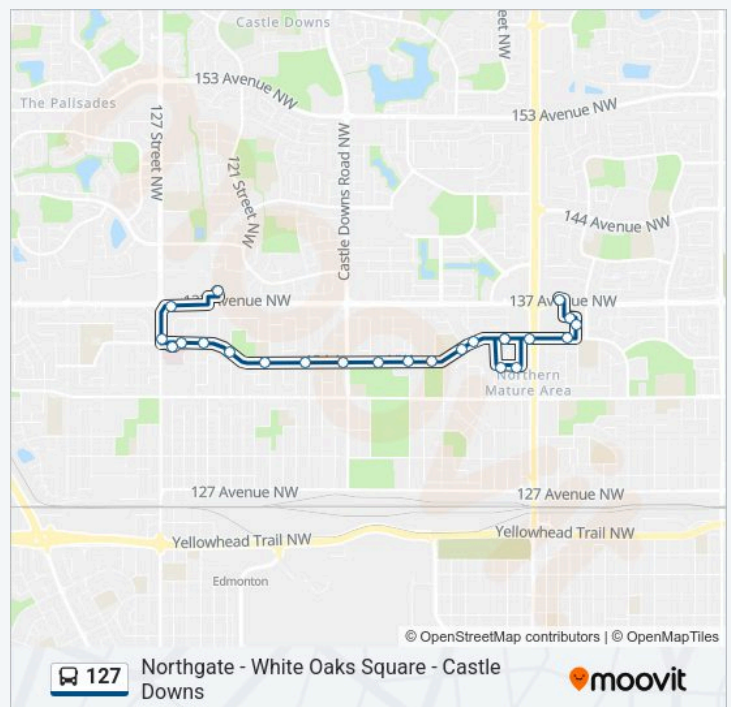 Castle Downs
Street NW
153 Avenue NW
The Palisades
153 Avenue NW
127 Street NW
121 Street NW
Castle Downs Road NW
144 Avenue NW
Avenue NW
137 Avenue NW
Northern
Mature Area
127 Avenue NW
127 Avenue NW
Yellowhead Trail NW
Yellowhead Trail NW
Edmonton
© OpenStreetMap contributors | © OpenMapTiles
127
Northgate - White Oaks Square - Castle
Downs
moovit